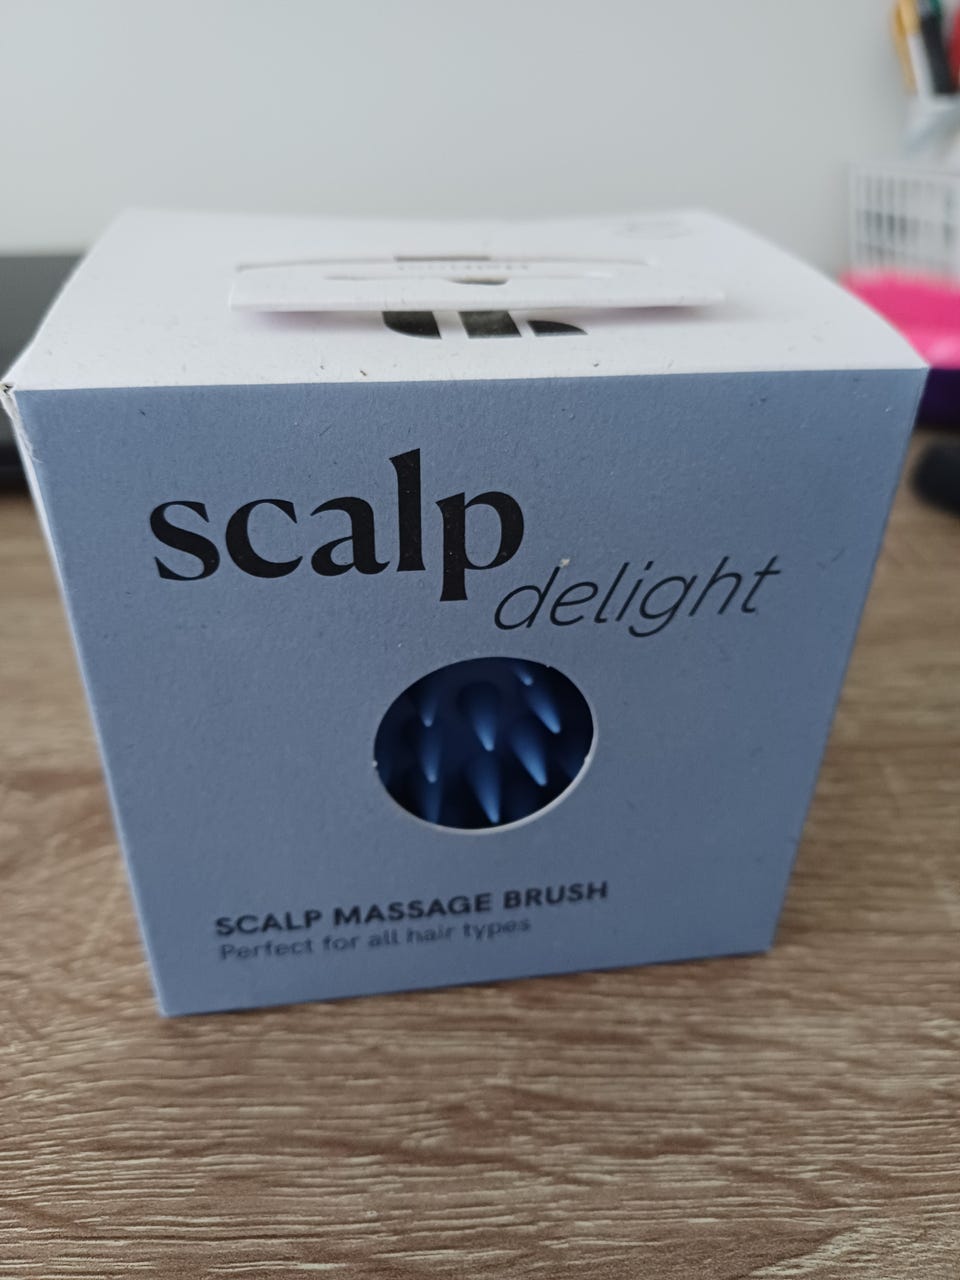 scalp
delight
SCALP MASSAGE BRUSH
Perfect for all hair types